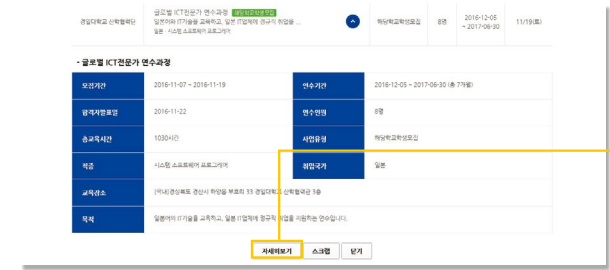 글로벌 ICT전문가 연수과정 해당학교학생모집
경일대학교 산학협력단
일본어와 IT기술을 교육하고, 일본 IT업체에 정규직 취업을 ...
일본 · 시스템 소프트웨어 프로그래머
해당학교학생모집 8명 2016-12-05 ~ 2017-06-30 11/19(토)
- 글로벌 ICT전문가 연수과정
모집기간 2016-11-07 ~ 2016-11-19 연수기간 2016-12-05 ~ 2017-06-30 (총 7개월)
합격자발표일 2016-11-22 연수인원 8명
총교육시간 1030시간 사업유형 해당학교학생모집
직종 시스템 소프트웨어 프로그래머 취업국가 일본
교육장소 [국내]경상북도 경산시 하양읍 부호리 33 경일대학교 산학협력관 3층
목적 일본어와 IT기술을 교육하고, 일본 IT업체에 정규직 취업을 지원하는 연수입니다.
자세히보기 스크랩 닫기